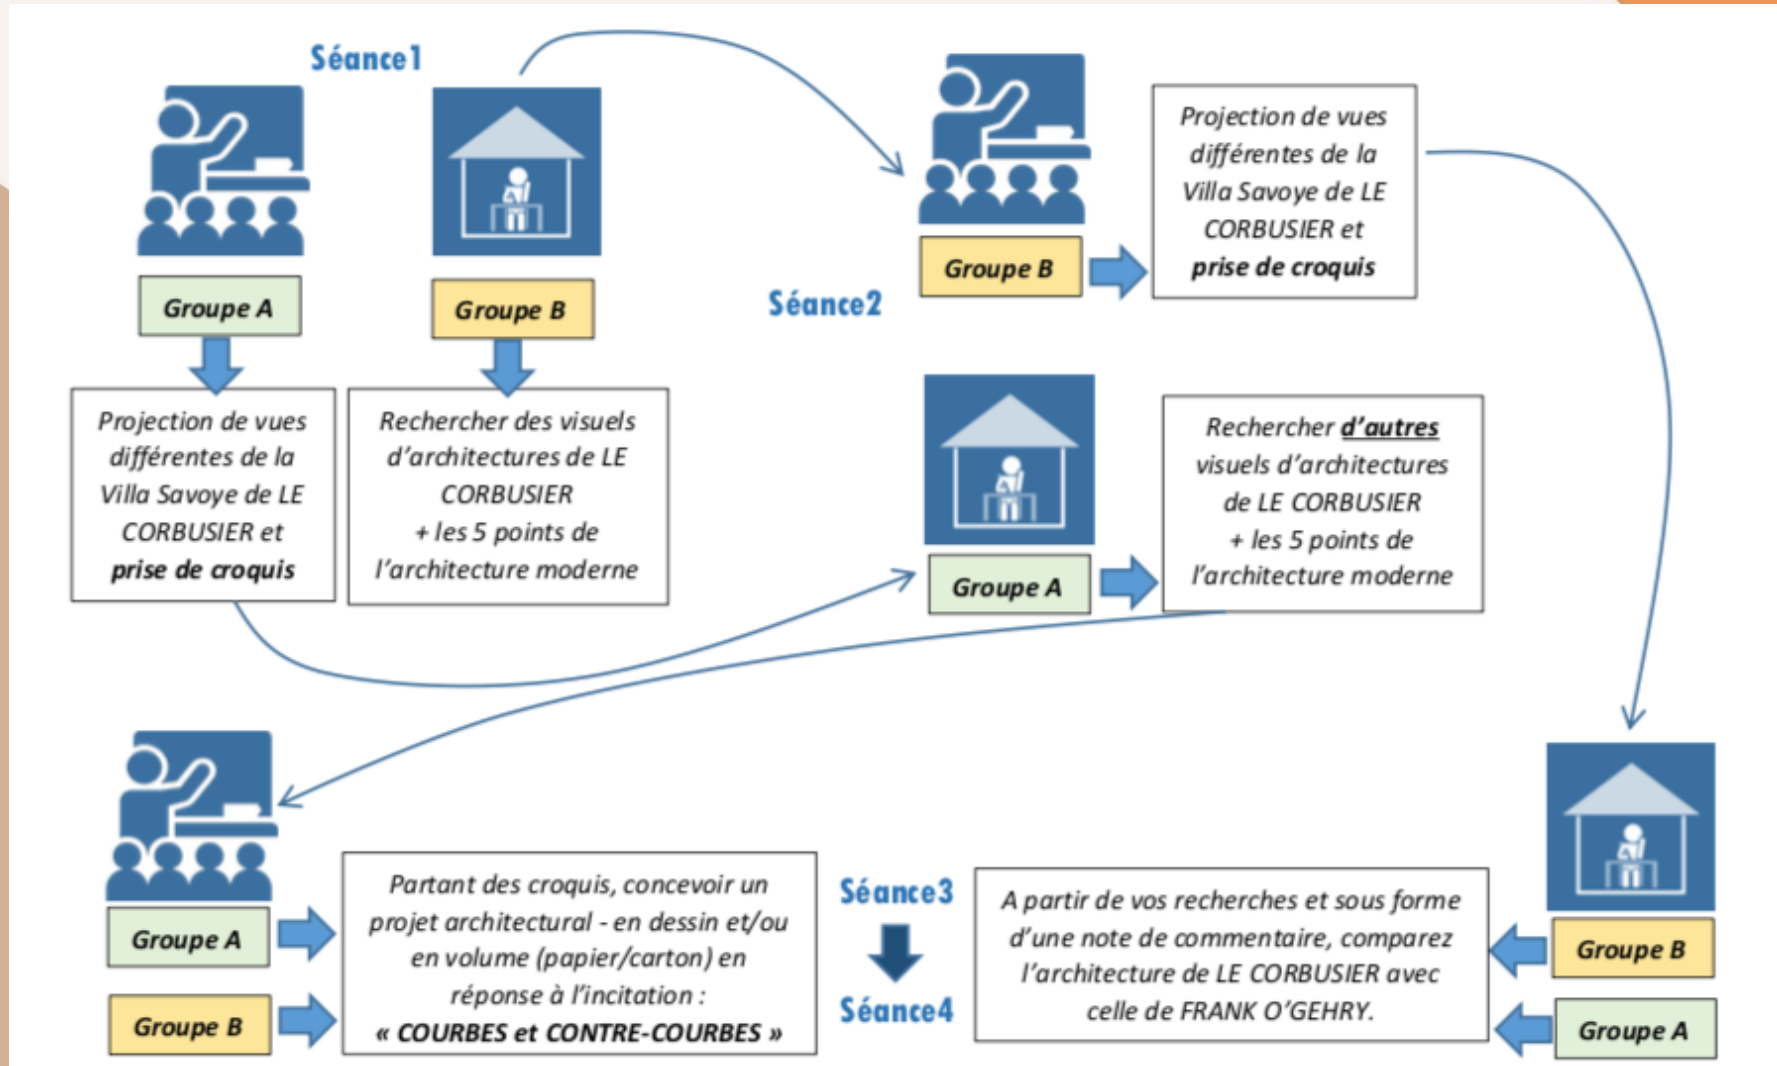 Séance1
Groupe A
Projection de vues
différentes de la
Villa Savoye de LE
CORBUSIER et
prise de croquis
Groupe B
Rechercher des visuels
d'architectures de LE
CORBUSIER
+ les 5 points de
l'architecture moderne
Séance2
Groupe B
Projection de vues
différentes de la
Villa Savoye de LE
CORBUSIER et
prise de croquis
Groupe A
Rechercher d'autres
visuels d'architectures
de LE CORBUSIER
+ les 5 points de
l'architecture moderne
Séance3
Séance4
Groupe A
Groupe B
Partant des croquis, concevoir un
projet architectural - en dessin et/ou
en volume (papier/carton) en
réponse à l'incitation :
« COURBES et CONTRE-COURBES »
A partir de vos recherches et sous forme
d'une note de commentaire, comparez
l'architecture de LE CORBUSIER avec
celle de FRANK O'GEHRY.
Groupe B
Groupe A